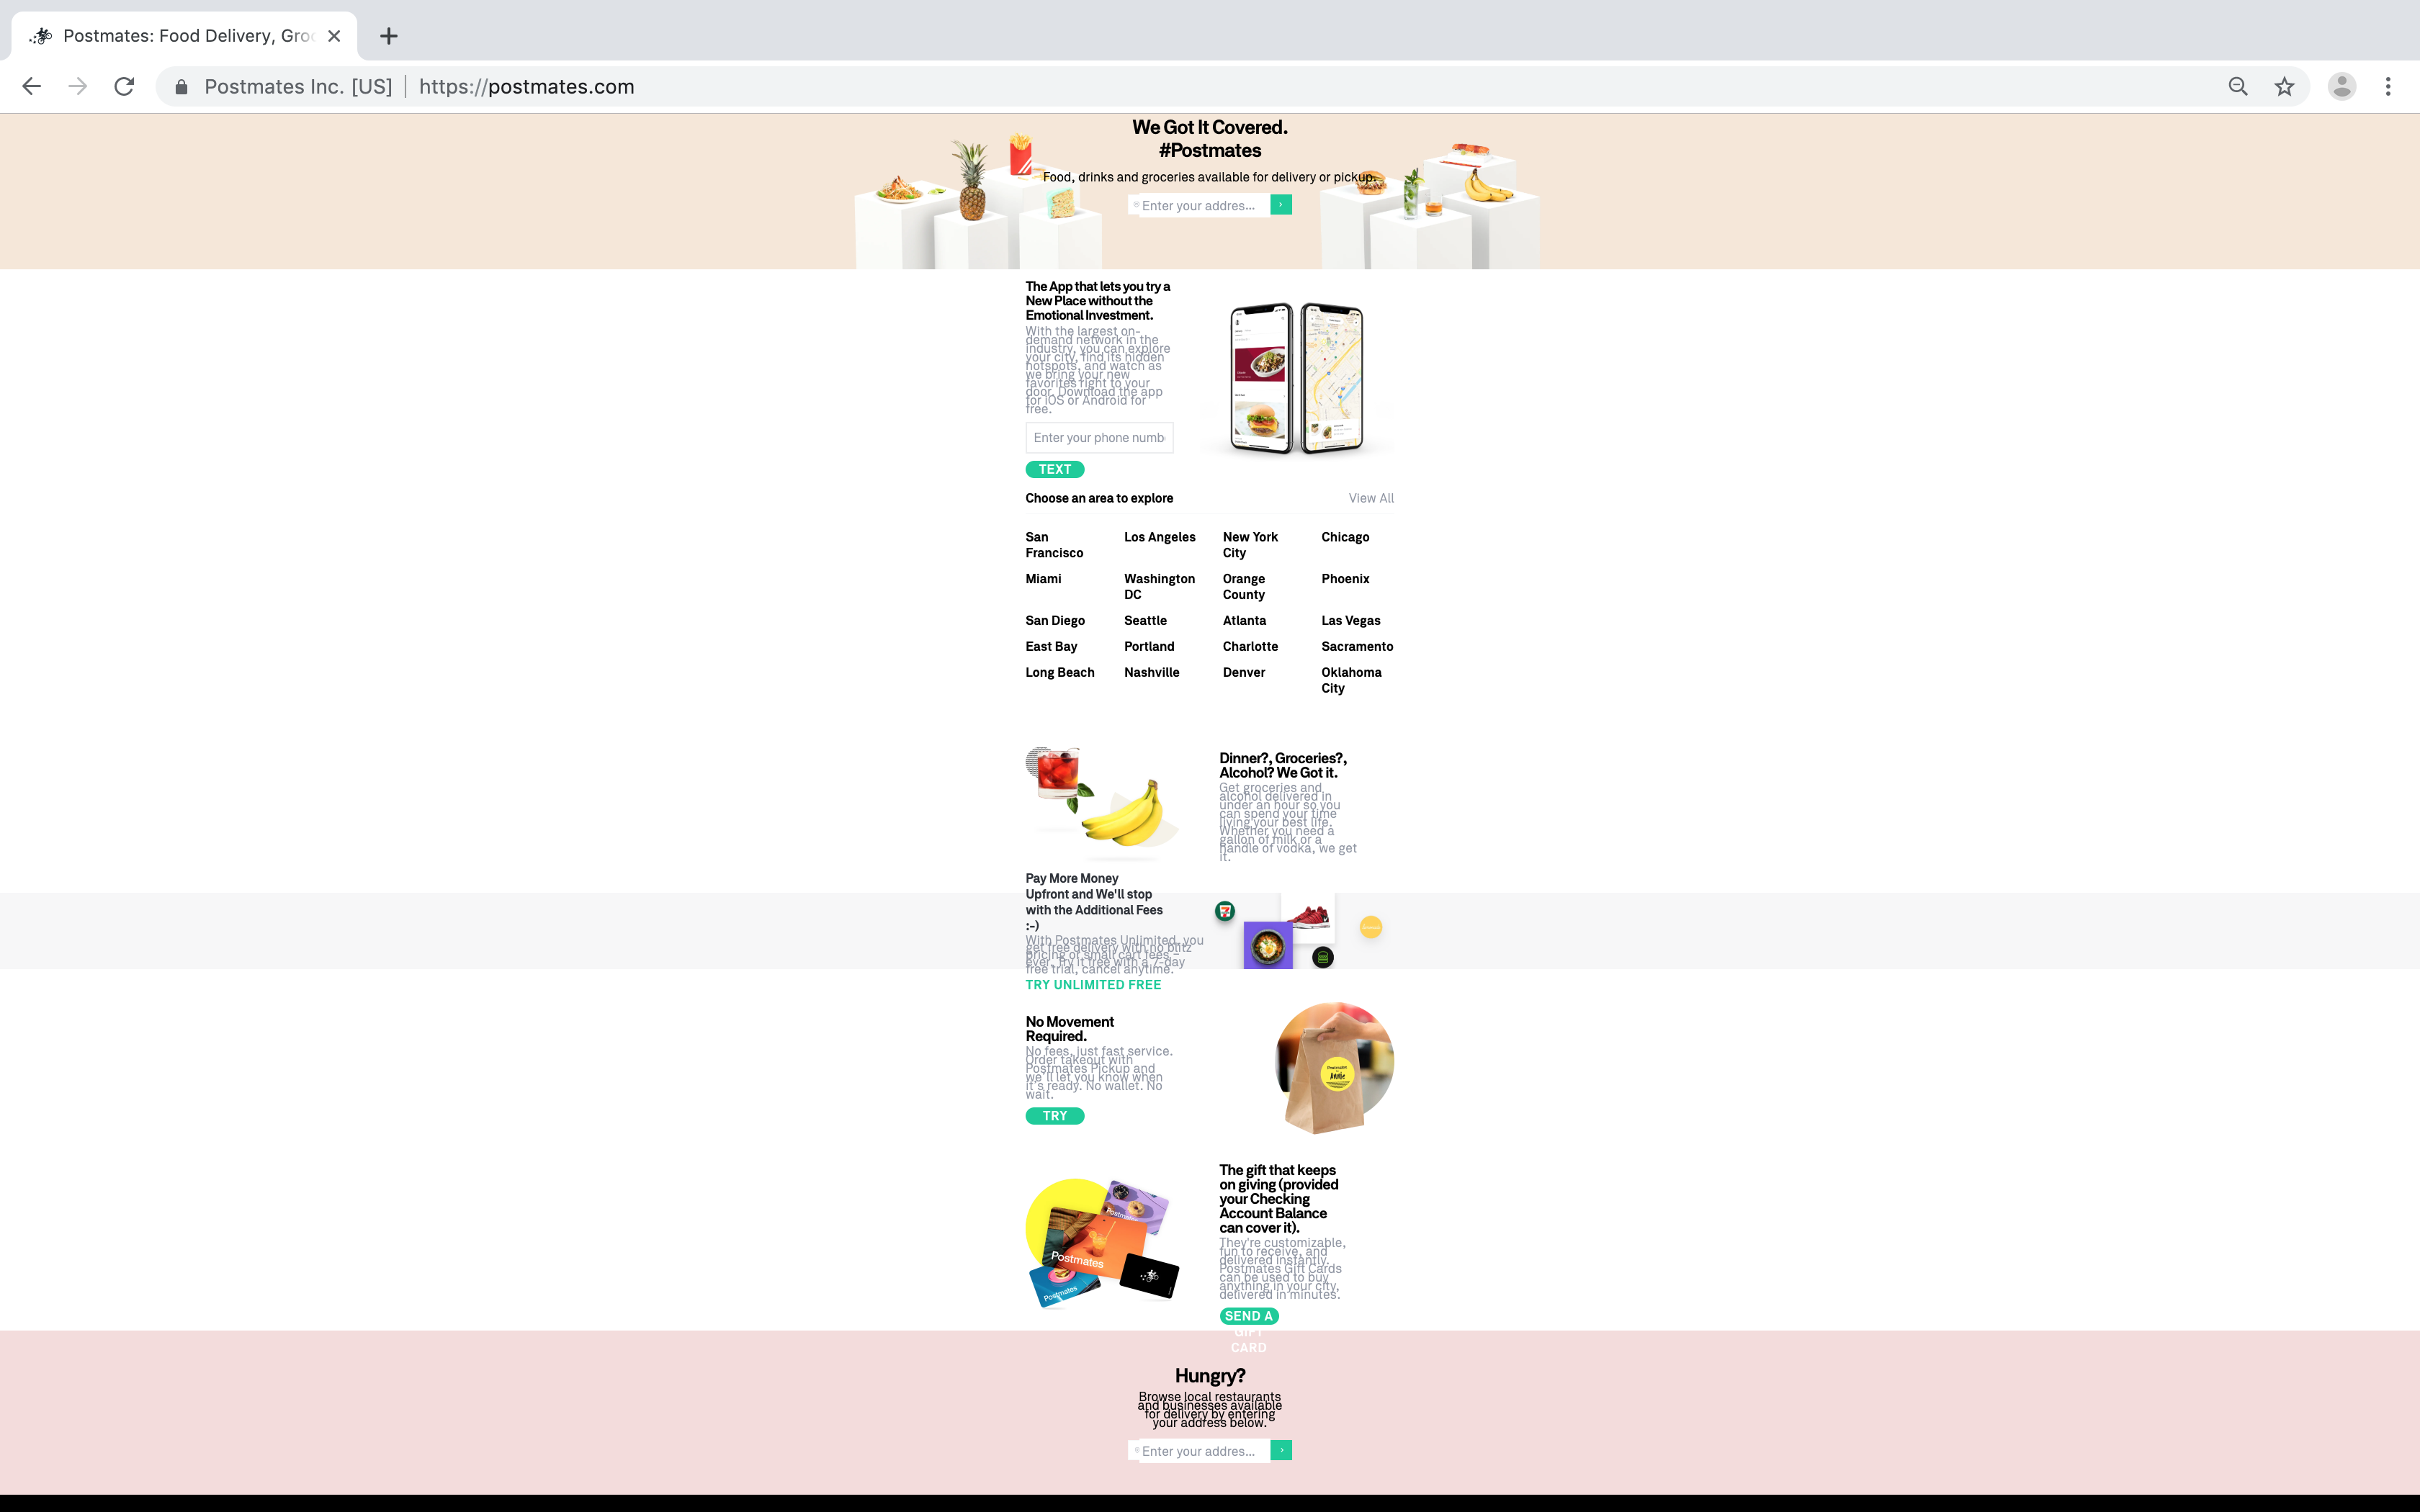 Postmates: Food Delivery, Gro
Postmates Inc. [US] | https://postmates.com
We Got It Covered.
#Postmates
Food, drinks and groceries available for delivery or pickup.
Enter your addres...
The App that lets you try a
New Place without the
Emotional Investment.
With the largest on-
demand network in the
industry, you can explore
your city, find its hidden
hotspots, and watch as
we bring your new
favorites right to your
door. Download the app
for iOS or Android for
free.
Enter your phone numb
TEXT
Choose an area to explore
View All
San Francisco
Los Angeles
New York City
Chicago
Miami
Washington DC
Orange County
Phoenix
San Diego
Seattle
Atlanta
Las Vegas
East Bay
Portland
Charlotte
Sacramento
Long Beach
Nashville
Denver
Oklahoma City
Dinner?, Groceries?,
Alcohol? We Got it.
Get groceries and
alcohol delivered in
under an hour so you
can spend your time
living your best life.
Whether you need a
gallon of milk or a
handle of vodka, we get
it.
Pay More Money
Upfront and We'll stop
with the Additional Fees
:-)
With Postmates Unlimited, you
get free delivery with no blitz
pricing or small cart fees –
ever. Try it free with a 7-day
free trial, cancel anytime.
TRY UNLIMITED FREE
No Movement
Required.
No fees, just fast service.
Order takeout with
Postmates Pickup and
we'll let you know when
it's ready. No wallet. No
wait.
TRY
Postmates
Annie
The gift that keeps
on giving (provided
your Checking
Account Balance
can cover it).
They're customizable,
fun to receive, and
delivered instantly.
Postmates Gift Cards
can be used to buy
anything in your city,
delivered in minutes.
Postmates
Postmates
Postmates
SEND A
GIFT
CARD
Hungry?
Browse local restaurants
and businesses available
for delivery by entering
your address below.
Enter your addres...